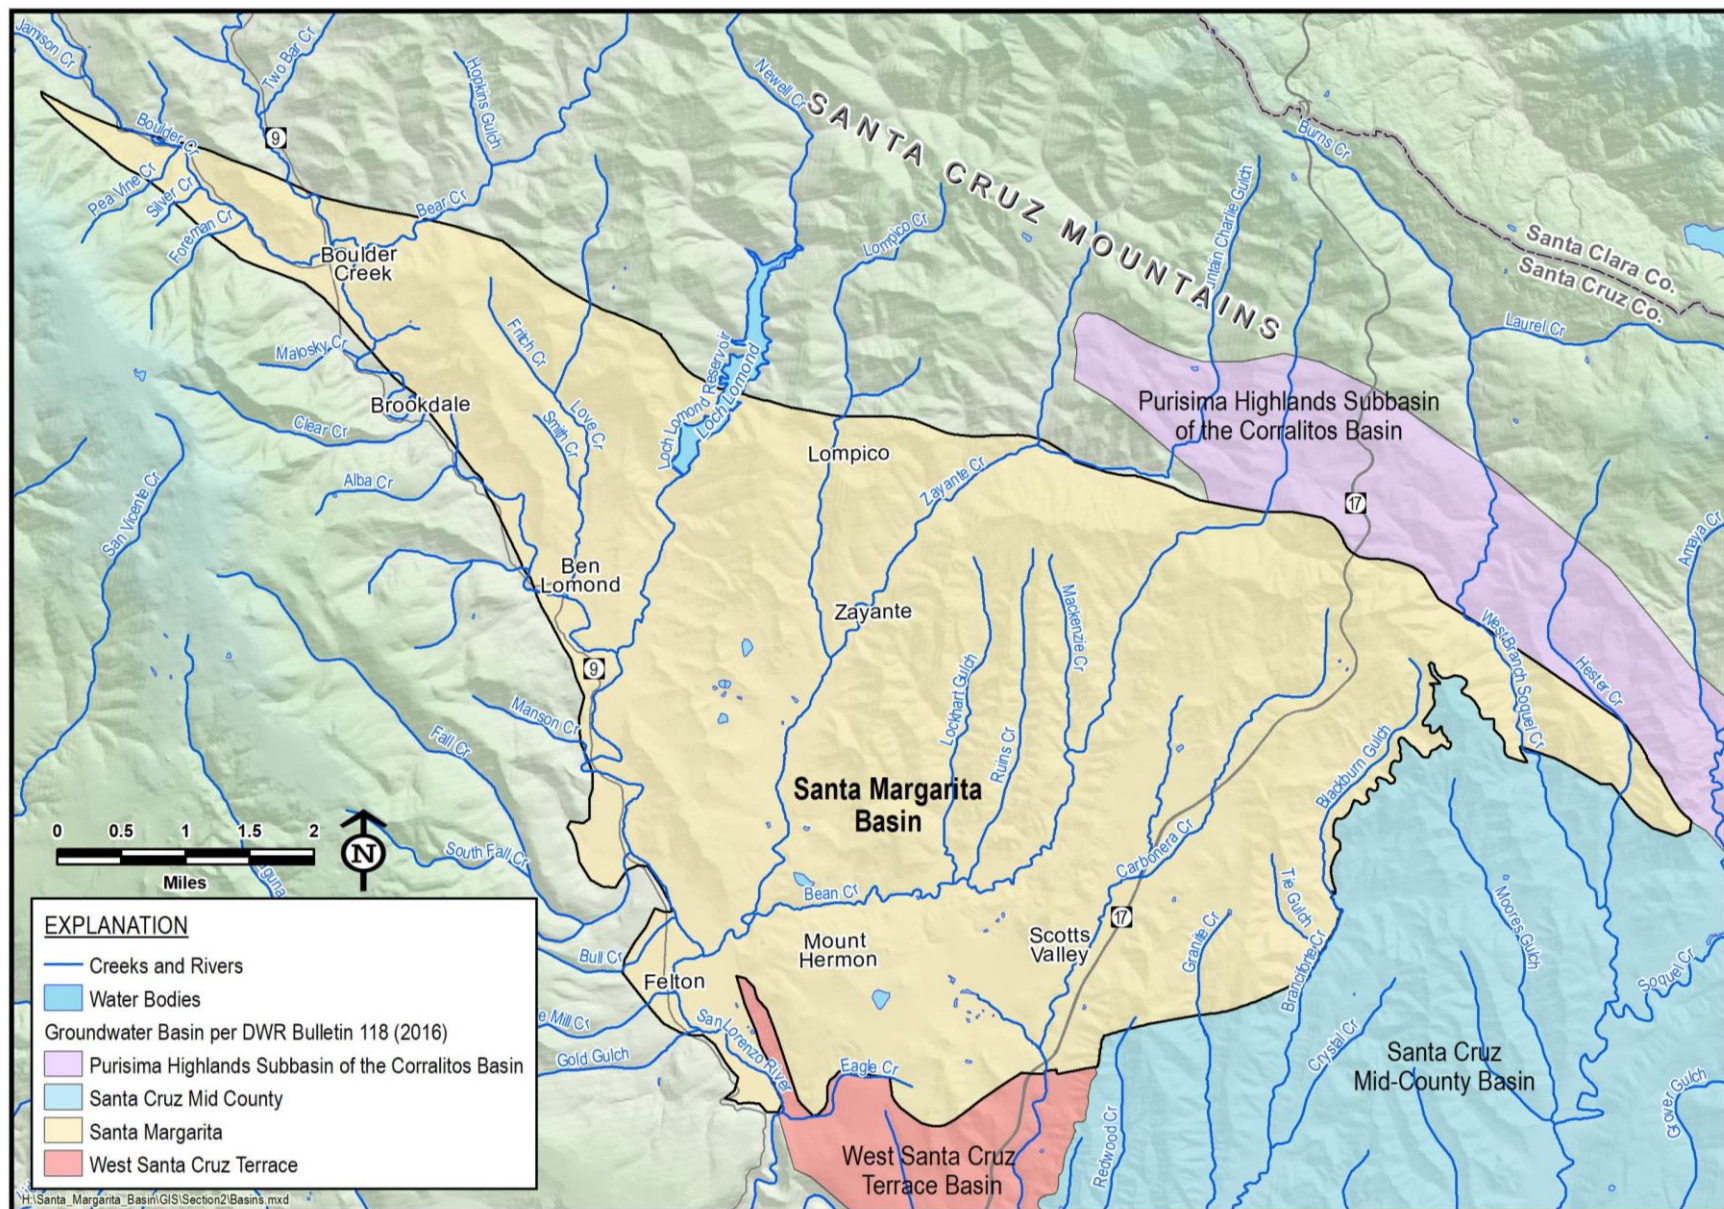 Jamison Cr
Two Bar Cr
Hopkins Gulch
Newell Cr
SANTA CRUZ MOUNTAINS
Burns Cr
Boulder Cr
9
Pea Vine Cr
Silver Cr
Foreman Cr
Bear Cr
Lompico Cr
untain Charlie Gulch
Santa Clara Co.
Santa Cruz Co.
Boulder
Creek
Laurel Cr
Fritch Cr
Malosky Cr
Loch Lomond Reservoir
Loch Lomond
Brookdale
Clear Cr
Smith Cr
Love Cr
Purisima Highlands Subbasin
of the Corralitos Basin
Lompico
Zayante Cr
Alba Cr
San Vicente Cr
17
Amaya Cr
Ben
Lomond
Zayante
Mackenzie Cr
9
West Branch Soquel Cr
Hester Cr
Manson Cr
Fall Cr
Lockhart Gulch
Ruins Cr
Blackburn Gulch
Santa Margarita
Basin
0 0.5 1 1.5 2
Miles
N
South Fall Cr
guna
Carbonera Cr
Bean Cr
Tie Gulch
Moores Gulch
17
Granite Cr
Branciforte Cr
Mount
Hermon
Scotts
Valley
Bull Cr
Felton
Soquel Cr
e Mill Cr
Gold Gulch
San Lorenzo River
Eagle Cr
Crystal Cr
Santa Cruz
Mid-County Basin
Redwood Cr
Grover Gulch
West Santa Cruz
Terrace Basin
EXPLANATION
Creeks and Rivers
Water Bodies
Groundwater Basin per DWR Bulletin 118 (2016)
Purisima Highlands Subbasin of the Corralitos Basin
Santa Cruz Mid County
Santa Margarita
West Santa Cruz Terrace
H:\Santa_Margarita_Basin\GIS\Section2\Basins.mxd